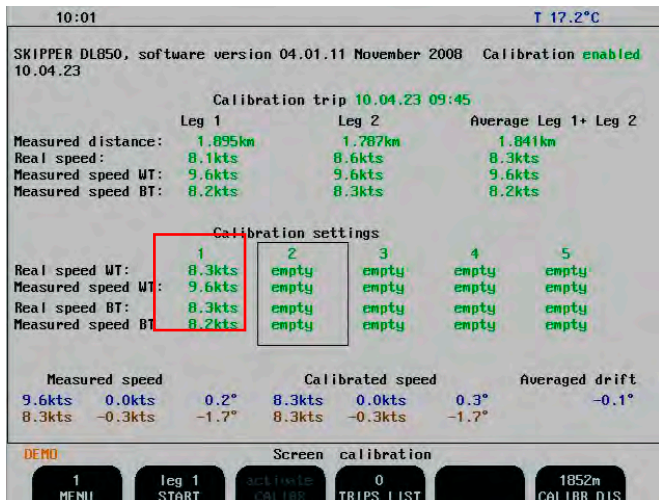 10:01 T 17.2°C
SKIPPER DL850, software version 04.01.11 November 2008 Calibration enabled
10.04.23
Calibration trip 10.04.23 09:45
Leg 1 Leg 2 Average Leg 1+ Leg 2
Measured distance: 1.895km 1.787km 1.841km
Real speed: 8.1kts 8.6kts 8.3kts
Measured speed WT: 9.6kts 9.6kts 9.6kts
Measured speed BT: 8.2kts 8.3kts 8.2kts
Calibration settings
1 2 3 4 5
Real speed WT: 8.3kts empty empty empty empty
Measured speed WT: 9.6kts empty empty empty empty
Real speed BT: 8.3kts empty empty empty empty
Measured speed BT 8.2kts empty empty empty empty
Measured speed Calibrated speed Averaged drift
9.6kts 0.0kts 0.2° 8.3kts 0.0kts 0.3° -0.1°
8.3kts -0.3kts -1.7° 8.3kts -0.3kts -1.7°
DEMO Screen calibration
1 leg 1 activate 0 1852m
MENU START CALIBR TRIPS LIST CALIBR DIS